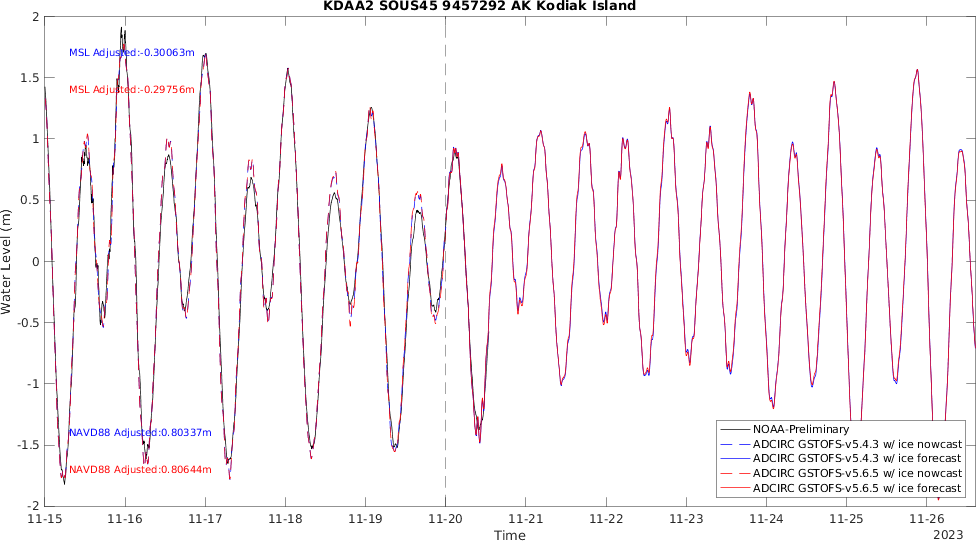 KDAA2 SOUS45 9457292 AK Kodiak Island
2
1.5
1
0.5
0
-0.5
-1
-1.5
-2
Water Level (m)
MSL Adjusted:-0.30063m
MSL Adjusted:-0.29756m
NAVD88 Adjusted:0.80337m
NAVD88 Adjusted:0.80644m
NOAA-Preliminary
ADCIRC GSTOFS-v5.4.3 w/ ice nowcast
ADCIRC GSTOFS-v5.4.3 w/ ice forecast
ADCIRC GSTOFS-v5.6.5 w/ ice nowcast
ADCIRC GSTOFS-v5.6.5 w/ ice forecast
11-15 11-16 11-17 11-18 11-19 11-20 11-21 11-22 11-23 11-24 11-25 11-26
Time
2023